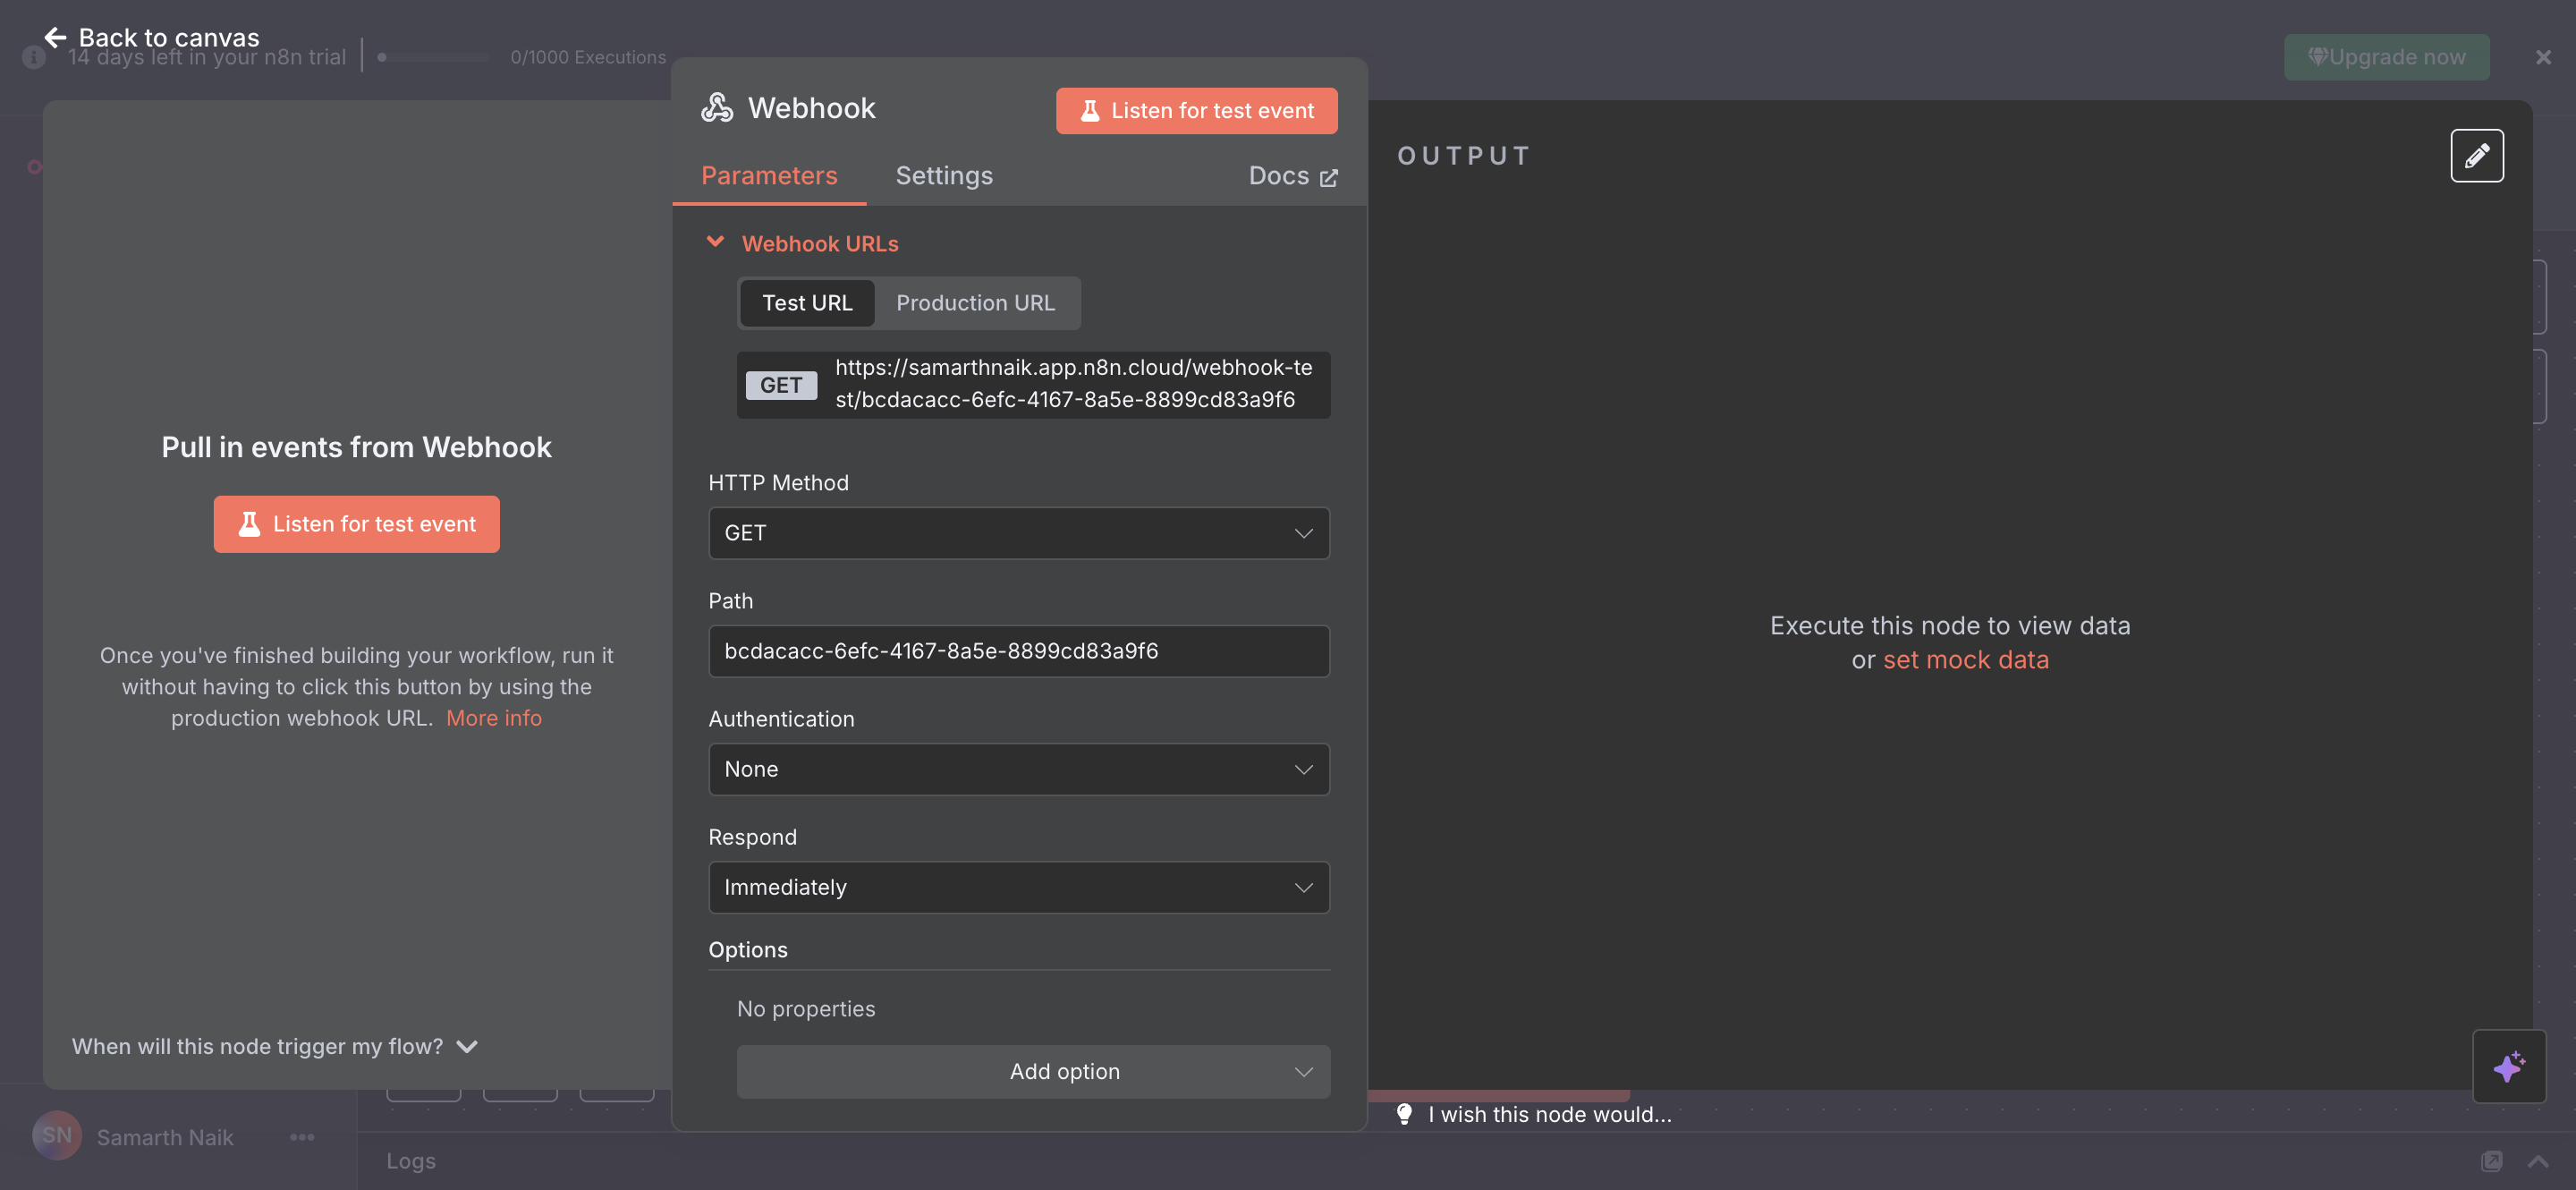 Back to canvas
14 days left in your n8n trial
0/1000 Executions
Upgrade now
Webhook
Listen for test event
Parameters
Settings
Docs
OUTPUT
Webhook URLs
Test URL
Production URL
GET
https://samarthnaik.app.n8n.cloud/webhook-te
st/bcdacacc-6efc-4167-8a5e-8899cd83a9f6
Pull in events from Webhook
Listen for test event
Once you've finished building your workflow, run it
without having to click this button by using the
production webhook URL. More info
When will this node trigger my flow?
HTTP Method
GET
Path
bcdacacc-6efc-4167-8a5e-8899cd83a9f6
Authentication
None
Respond
Immediately
Options
No properties
Add option
Execute this node to view data
or set mock data
I wish this node would...
SN
Samarth Naik
Logs